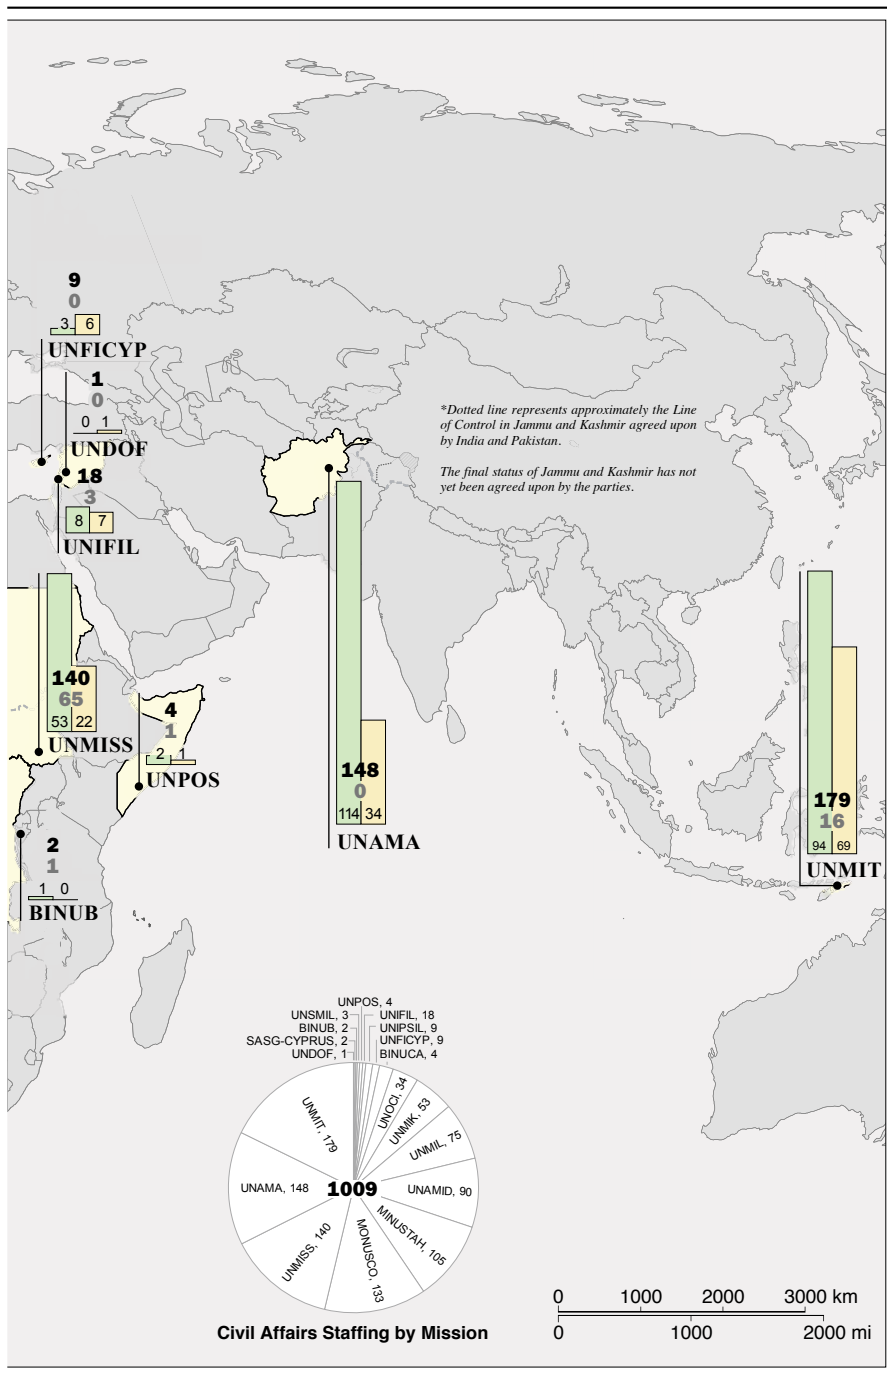 9
0
3 6
UNFICYP
1
0
0 1
UNDOF
18
3
8 7
UNIFIL
*Dotted line represents approximately the Line
of Control in Jammu and Kashmir agreed upon
by India and Pakistan.
The final status of Jammu and Kashmir has not
yet been agreed upon by the parties.
140
65
53 22
UNMISS
4
1
2 1
UNPOS
148
0
114 34
UNAMA
179
16
94 69
UNMIT
2
1
1 0
BINUB
UNPOS, 4
UNSMIL, 3
UNIFIL, 18
BINUB, 2
UNIPSIL, 9
SASG-CYPRUS, 2
UNFICYP, 9
UNDOF, 1
BINUCA, 4
UNOCI, 34
UNMIK, 53
UNMIL, 75
UNAMID, 90
MINUSTAH, 105
MONUSCO, 133
UNMISS, 140
UNAMA, 148
UNMIT, 179
1009
Civil Affairs Staffing by Mission
0 1000 2000 3000 km
0 1000 2000 mi